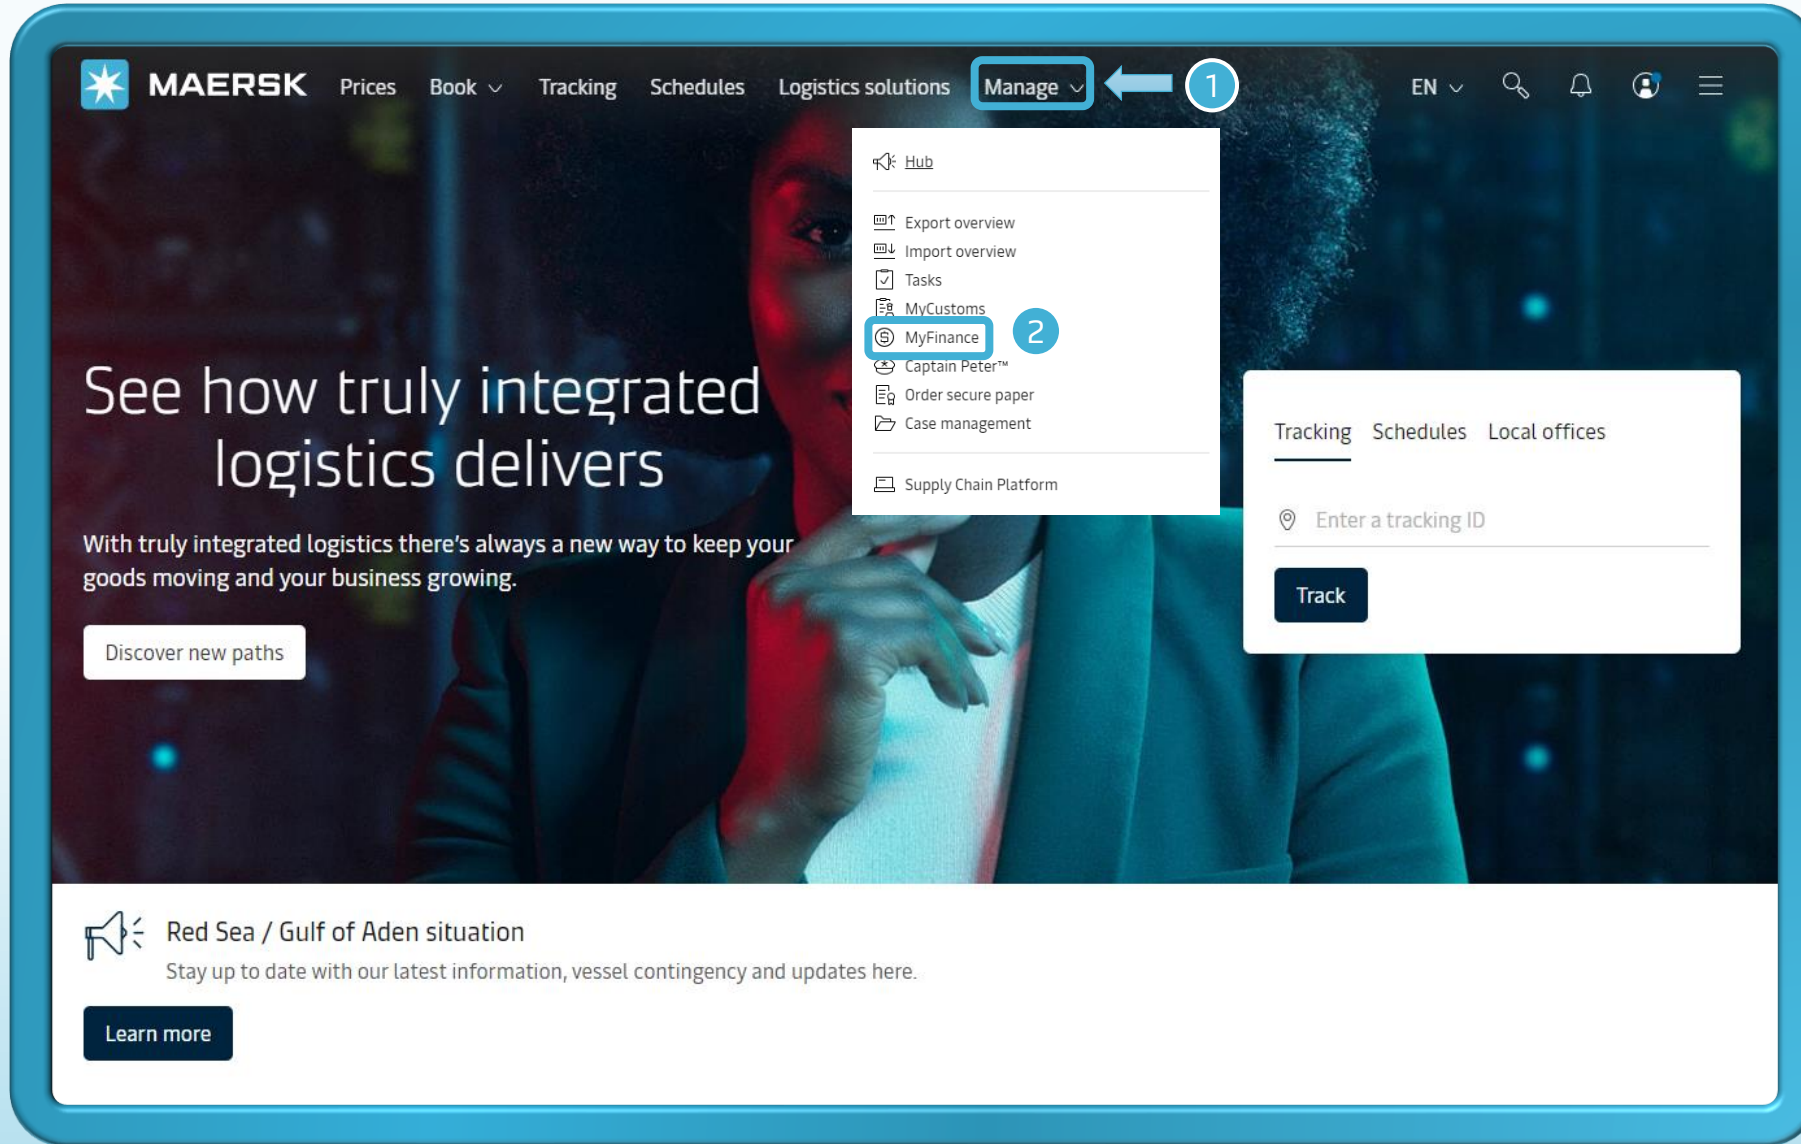 MAERSK Prices Book Tracking Schedules Logistics solutions Manage 1 EN
Hub
Export overview
Import overview
Tasks
MyCustoms
MyFinance 2
Captain Peter™
Order secure paper
Case management
Supply Chain Platform
See how truly integrated
logistics delivers
With truly integrated logistics there's always a new way to keep your
goods moving and your business growing.
Discover new paths
Tracking Schedules Local offices
Enter a tracking ID
Track
Red Sea / Gulf of Aden situation
Stay up to date with our latest information, vessel contingency and updates here.
Learn more